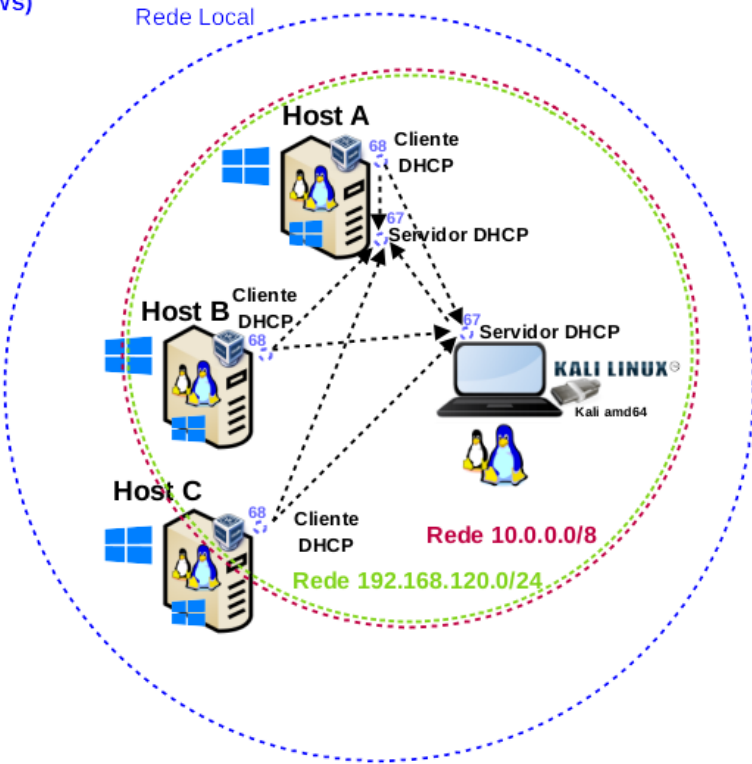 ws)
Rede Local
Host A
68
Cliente
DHCP
67
Servidor DHCP
Host B
Cliente
DHCP
68
67
Servidor DHCP
KALI LINUX
Kali amd64
Host C
68
Cliente
DHCP
Rede 10.0.0.0/8
Rede 192.168.120.0/24